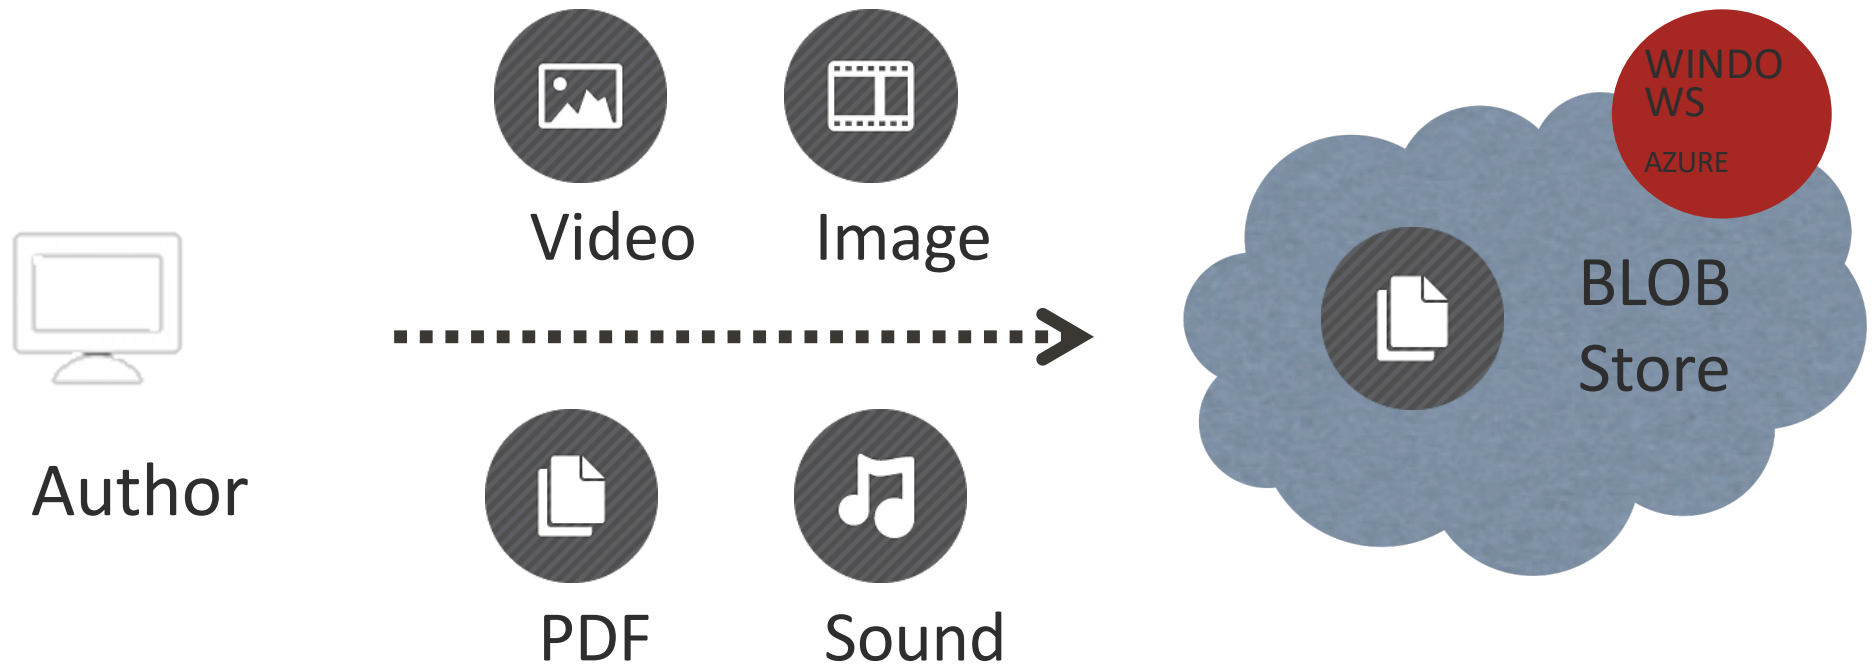 WINDO
WS
AZURE
Video
Image
BLOB
Store
Author
PDF
Sound